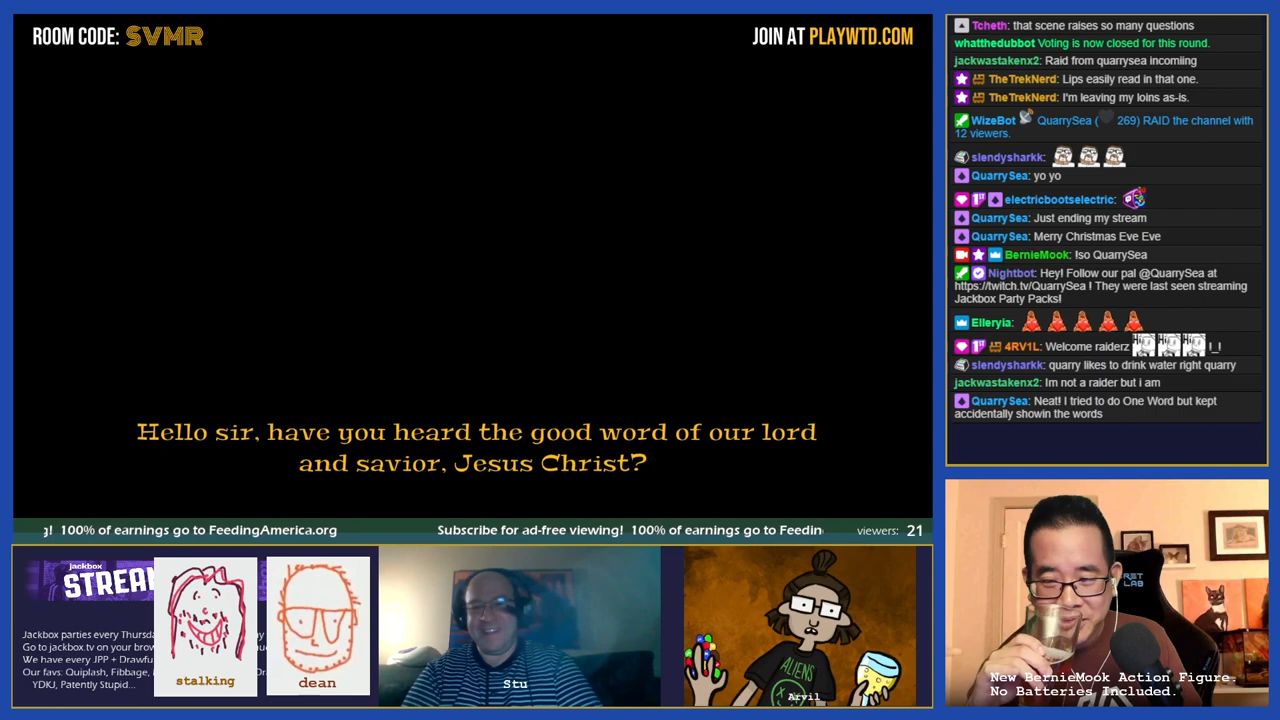 ROOM CODE: SVMR
JOIN AT PLAYWTD.COM
Hello sir, have you heard the good word of our lord
and savior, Jesus Christ?
g! 100% of earnings go to FeedingAmerica.org
Subscribe for ad-free viewing! 100% of earnings go to Feedin
viewers: 21
Tcheth: that scene raises so many questions
whatthedubbot Voting is now closed for this round.
jackwastakenx2: Raid from quarrysea incomiing
TheTrekNerd: Lips easily read in that one.
TheTrekNerd: I'm leaving my loins as-is.
WizeBot QuarrySea ( 269) RAID the channel with
12 viewers.
slendysharkk:
QuarrySea: yo yo
electricbootselectric:
QuarrySea: Just ending my stream
QuarrySea: Merry Christmas Eve Eve
BernieMook: !so QuarrySea
Nightbot: Hey! Follow our pal @QuarrySea at
https://twitch.tv/QuarrySea ! They were last seen streaming
Jackbox Party Packs!
Elleryia:
4RV1L: Welcome raiderz !_!
slendysharkk: quarry likes to drink water right quarry
jackwastakenx2: Im not a raider but i am
QuarrySea: Neat! I tried to do One Word but kept
accidentally showin the words
jackbox
STREA
Jackbox parties every Thursda
Go to jackbox.tv on your brow
We have every JPP + Drawfu
Our favs: Quiplash, Fibbage,
YDKJ, Patently Stupid...
stalking
dean
Stu
ALIENS
Arvil
RET
LAB
New BernieMook Action Figure.
No Batteries Included.